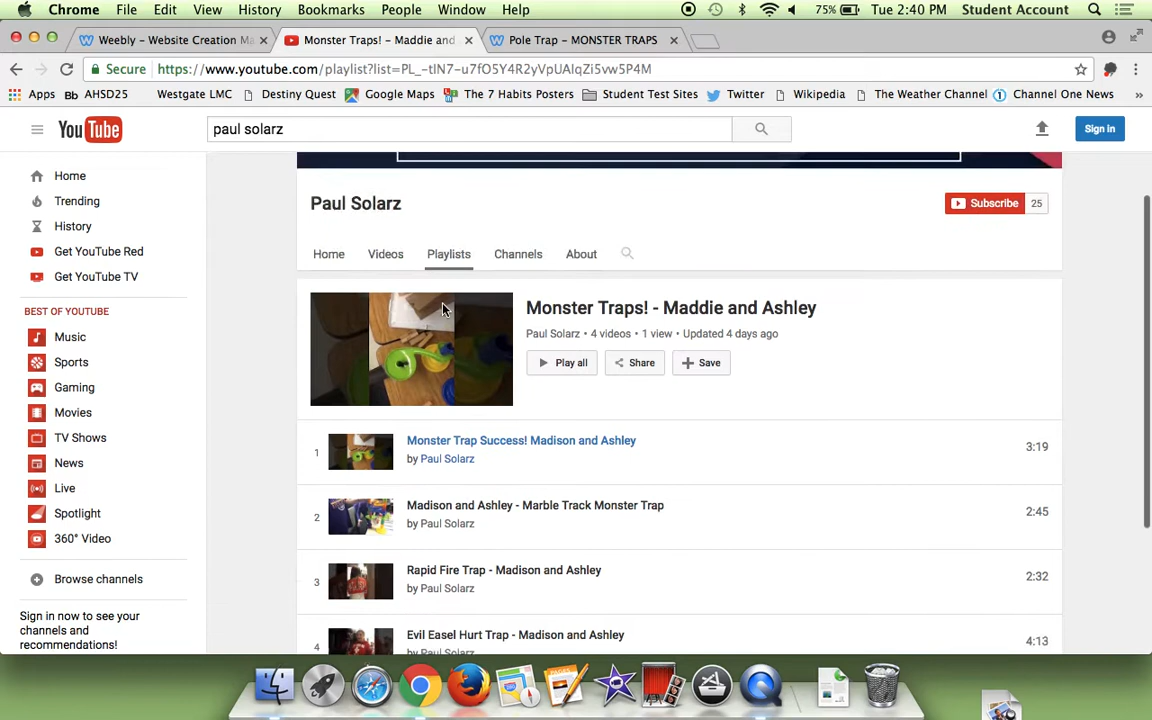 Chrome File Edit View History Bookmarks People Window Help 75% Tue 2:40 PM Student Account
Weebly - Website Creation Ma Monster Traps! - Maddie and Pole Trap - MONSTER TRAPS
Secure https://www.youtube.com/playlist?list=PL_-tlN7-u7fO5Y4R2yVpUAIqZi5vw5P4M
Apps Bb AHSD25 Westgate LMC Destiny Quest Google Maps The 7 Habits Posters Student Test Sites Twitter Wikipedia The Weather Channel Channel One News »
YouTube paul solarz Sign in
Home
Trending
History
Get YouTube Red
Get YouTube TV
BEST OF YOUTUBE
Music
Sports
Gaming
Movies
TV Shows
News
Live
Spotlight
360° Video
Browse channels
Sign in now to see your
channels and
recommendations!
Paul Solarz Subscribe 25
Home Videos Playlists Channels About
Monster Traps! - Maddie and Ashley
Paul Solarz • 4 videos • 1 view • Updated 4 days ago
Play all Share Save
1 Monster Trap Success! Madison and Ashley 3:19
by Paul Solarz
2 Madison and Ashley - Marble Track Monster Trap 2:45
by Paul Solarz
3 Rapid Fire Trap - Madison and Ashley 2:32
by Paul Solarz
4 Evil Easel Hurt Trap - Madison and Ashley 4:13
by Paul Solarz